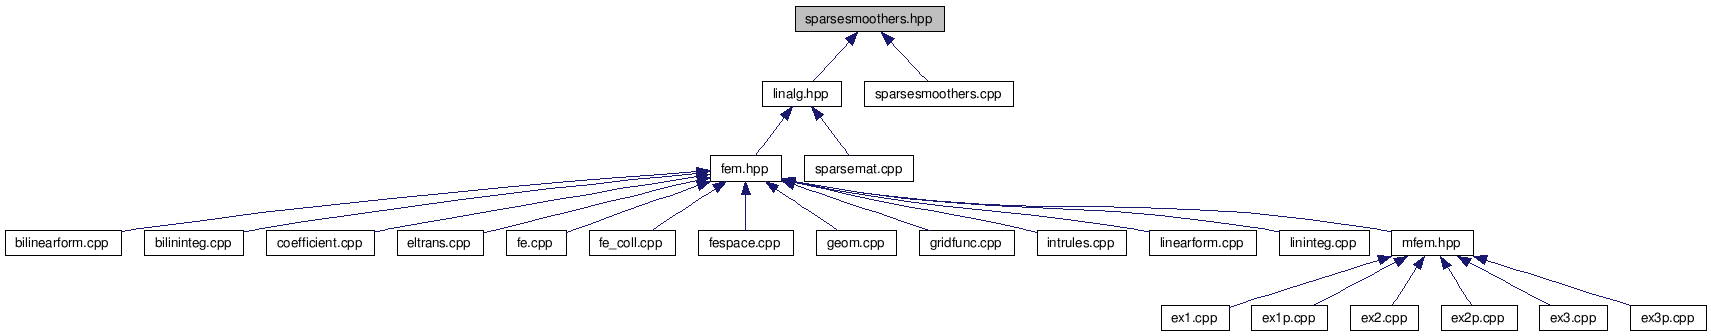 sparsesmoothers.hpp
linalg.hpp
sparsesmoothers.cpp
fem.hpp
sparsemat.cpp
bilinearform.cpp
bilininteg.cpp
coefficient.cpp
eltrans.cpp
fe.cpp
fe_coll.cpp
fespace.cpp
geom.cpp
gridfunc.cpp
intrules.cpp
linearform.cpp
lininteg.cpp
mfem.hpp
ex1.cpp
ex1p.cpp
ex2.cpp
ex2p.cpp
ex3.cpp
ex3p.cpp